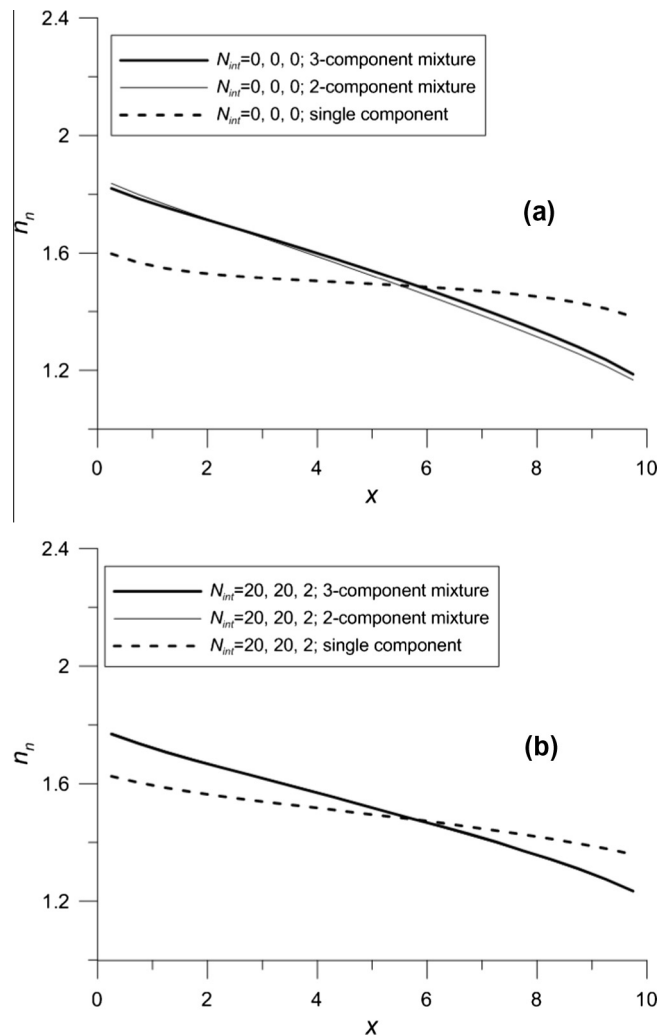 2.4
N_int=0, 0, 0; 3-component mixture
N_int=0, 0, 0; 2-component mixture
N_int=0, 0, 0; single component
2
(a)
n_n
1.6
1.2
0 2 4 6 8 10
x
2.4
N_int=20, 20, 2; 3-component mixture
N_int=20, 20, 2; 2-component mixture
N_int=20, 20, 2; single component
2
(b)
n_n
1.6
1.2
0 2 4 6 8 10
x